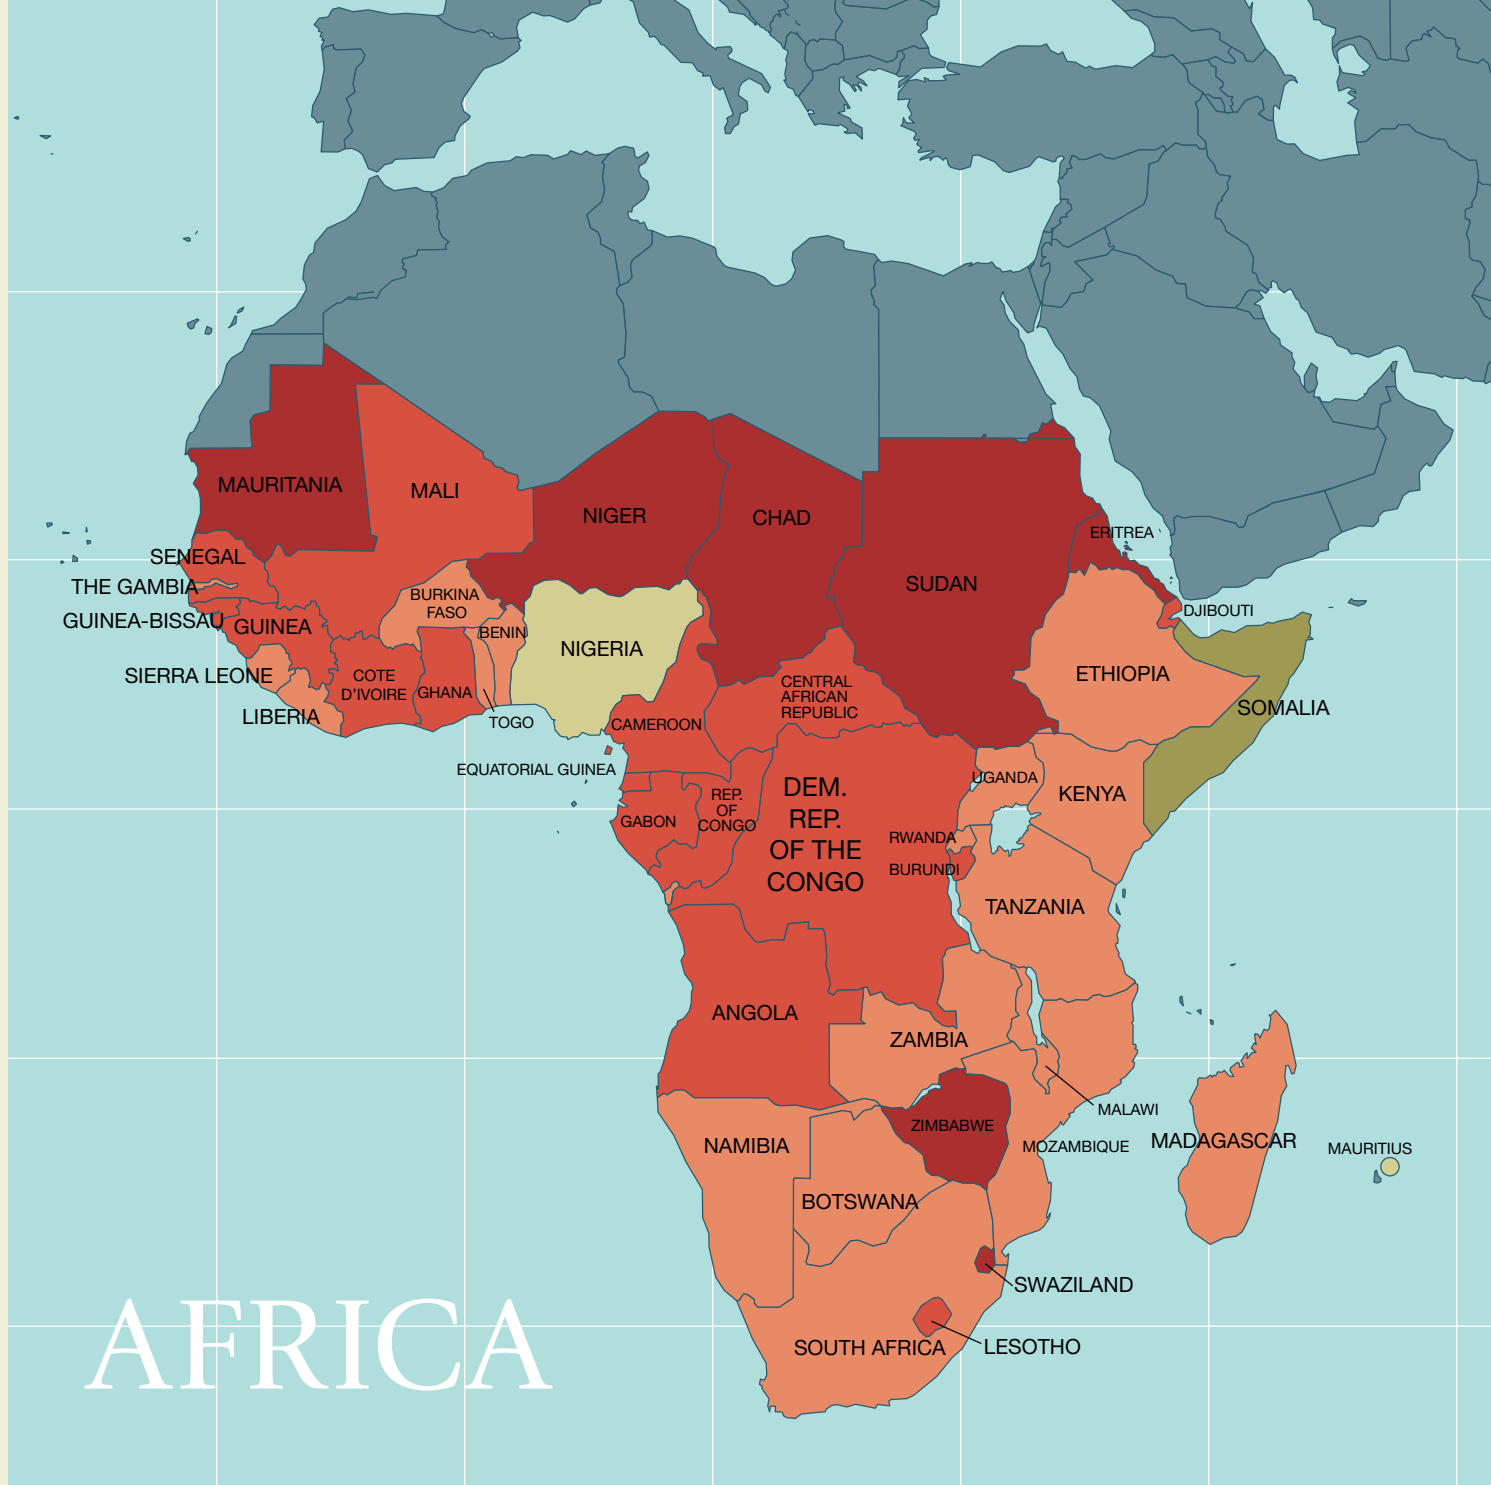 MAURITANIA
MALI
NIGER
CHAD
SUDAN
ERITREA
SENEGAL
THE GAMBIA
GUINEA-BISSAU
GUINEA
BURKINA
FASO
BENIN
NIGERIA
DJIBOUTI
SIERRA LEONE
COTE
D'IVOIRE
GHANA
LIBERIA
TOGO
CAMEROON
CENTRAL
AFRICAN
REPUBLIC
ETHIOPIA
SOMALIA
EQUATORIAL GUINEA
GABON
REP.
OF
CONGO
DEM.
REP.
OF THE
CONGO
UGANDA
KENYA
RWANDA
BURUNDI
TANZANIA
ANGOLA
ZAMBIA
MALAWI
ZIMBABWE
MOZAMBIQUE
MADAGASCAR
MAURITIUS
NAMIBIA
BOTSWANA
SWAZILAND
SOUTH AFRICA
LESOTHO
AFRICA